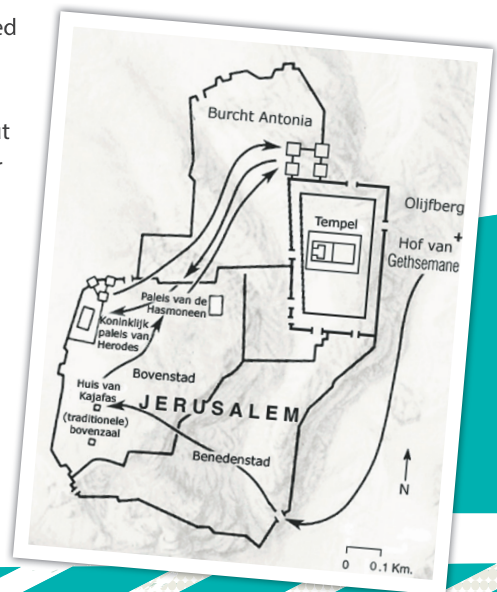 ed
t
Burcht Antonia
Tempel
Olijfberg
Hof van
Gethsemane
Paleis van de
Hasmoneen
Koninklijk
paleis van
Herodes
Bovenstad
Huis van
Kajafas
JERUSALEM
(traditionele)
bovenzaal
Benedenstad
N
0 0.1 Km.